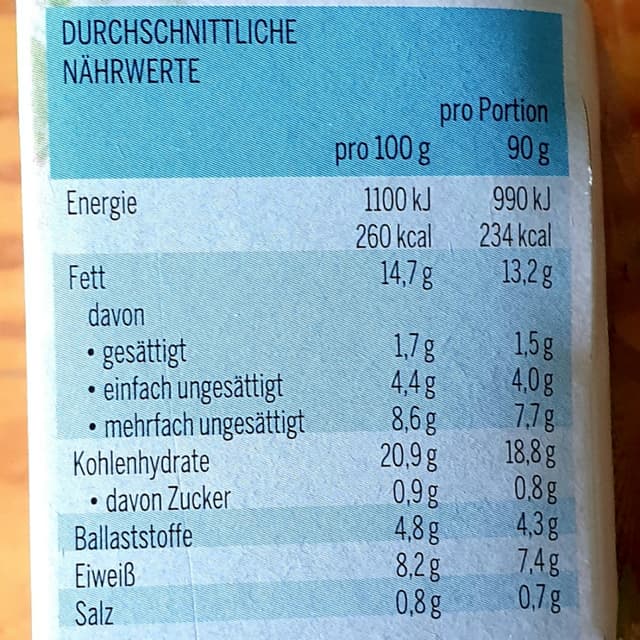 DURCHSCHNITTLICHE
NÄHRWERTE
pro Portion
pro 100 g 90 g
Energie 1100 kJ 990 kJ
260 kcal 234 kcal
Fett 14,7 g 13,2 g
davon
• gesättigt 1,7 g 1,5 g
• einfach ungesättigt 4,4 g 4,0 g
• mehrfach ungesättigt 8,6 g 7,7 g
Kohlenhydrate 20,9 g 18,8 g
• davon Zucker 0,9 g 0,8 g
Ballaststoffe 4,8 g 4,3 g
Eiweiß 8,2 g 7,4 g
Salz 0,8 g 0,7 g